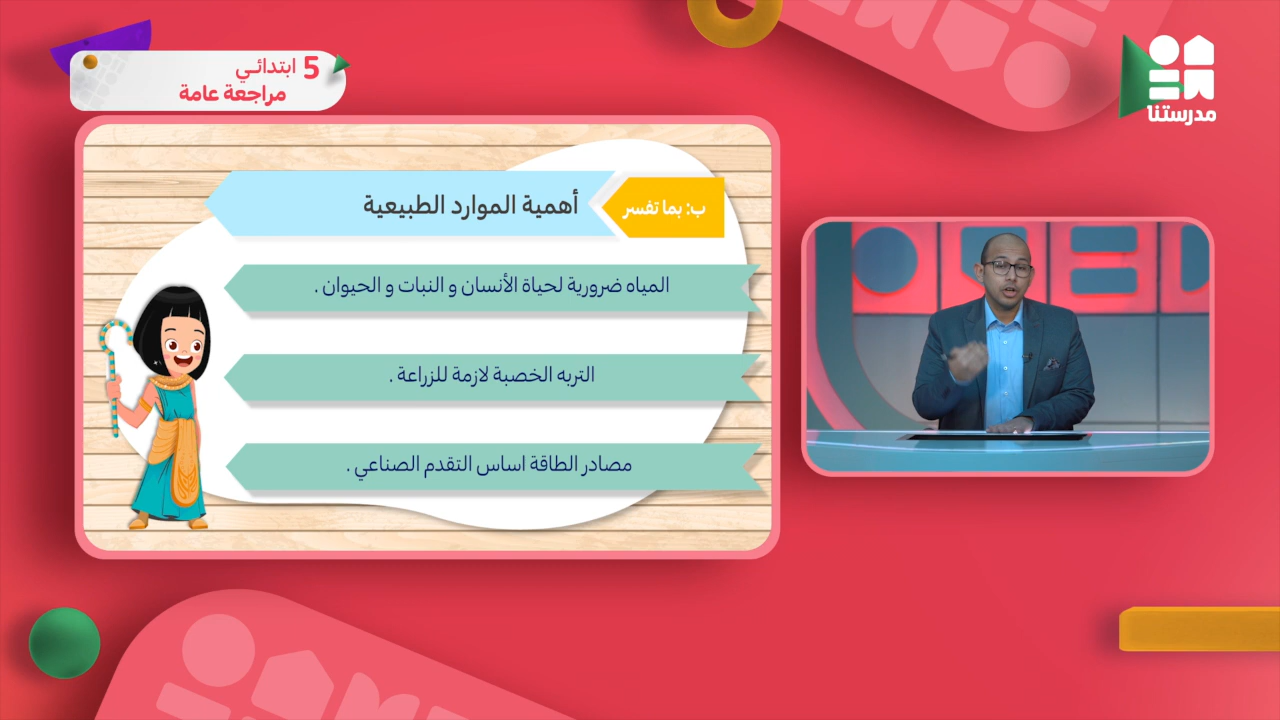 5 ابتدائي
مراجعة عامة
مدرستنا
ب: بما تفسر
أهمية الموارد الطبيعية
المياه ضرورية لحياة الأنسان و النبات و الحيوان .
التربه الخصبة لازمة للزراعة .
مصادر الطاقة اساس التقدم الصناعي .